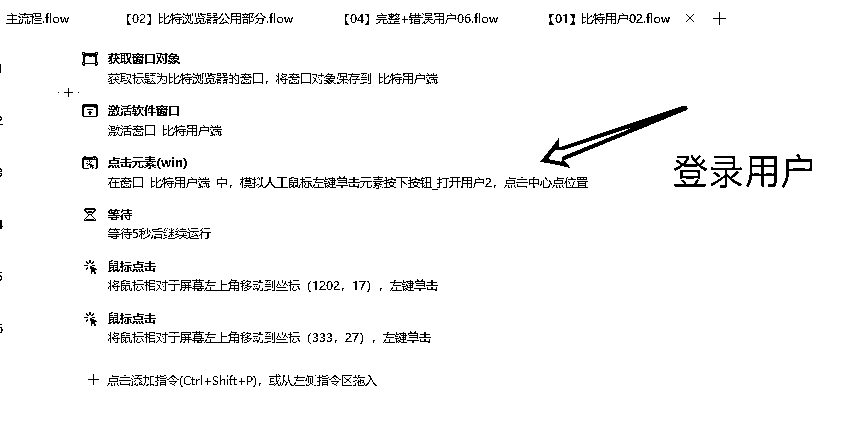 主流程.flow 【02】比特浏览器公用部分.flow 【04】完整+错误用户06.flow 【01】比特用户02.flow × +
获取窗口对象
获取标题为比特浏览器的窗口，将窗口对象保存到 比特用户端
激活软件窗口
激活窗口 比特用户端
点击元素(win)
在窗口 比特用户端 中，模拟人工鼠标左键单击元素按下按钮_打开用户2，点击中心点位置
登录用户
等待
等待5秒后继续运行
鼠标点击
将鼠标相对于屏幕左上角移动到坐标（1202，17），左键单击
鼠标点击
将鼠标相对于屏幕左上角移动到坐标（333，27），左键单击
+ 点击添加指令(Ctrl+Shift+P)，或从左侧指令区拖入